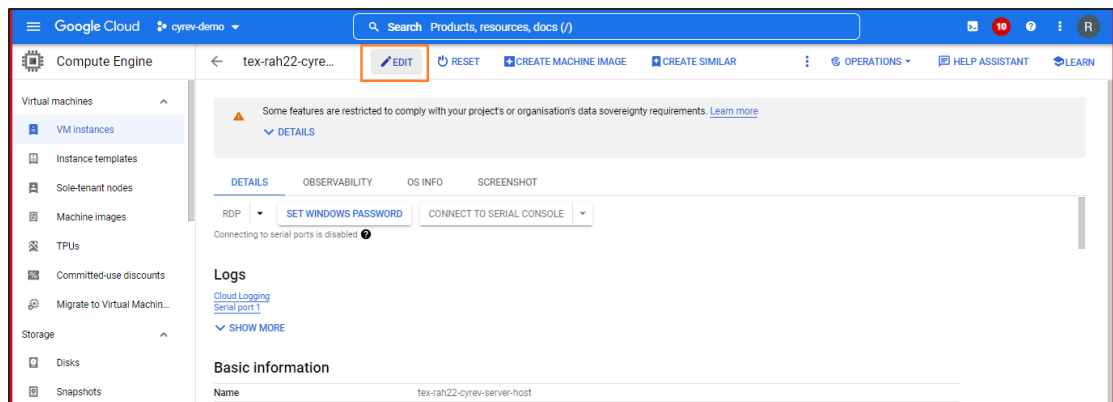 Google Cloud cyrev-demo Search Products, resources, docs (/) 10 R
Compute Engine tex-rah22-cyre... EDIT RESET CREATE MACHINE IMAGE CREATE SIMILAR OPERATIONS HELP ASSISTANT LEARN
Virtual machines
VM instances
Instance templates
Sole-tenant nodes
Machine images
TPUs
Committed-use discounts
Migrate to Virtual Machin...
Storage
Disks
Snapshots
Some features are restricted to comply with your project's or organisation's data sovereignty requirements. Learn more
DETAILS
DETAILS OBSERVABILITY OS INFO SCREENSHOT
RDP SET WINDOWS PASSWORD CONNECT TO SERIAL CONSOLE
Connecting to serial ports is disabled
Logs
Cloud Logging
Serial port 1
SHOW MORE
Basic information
Name tex-rah22-cyrev-server-host